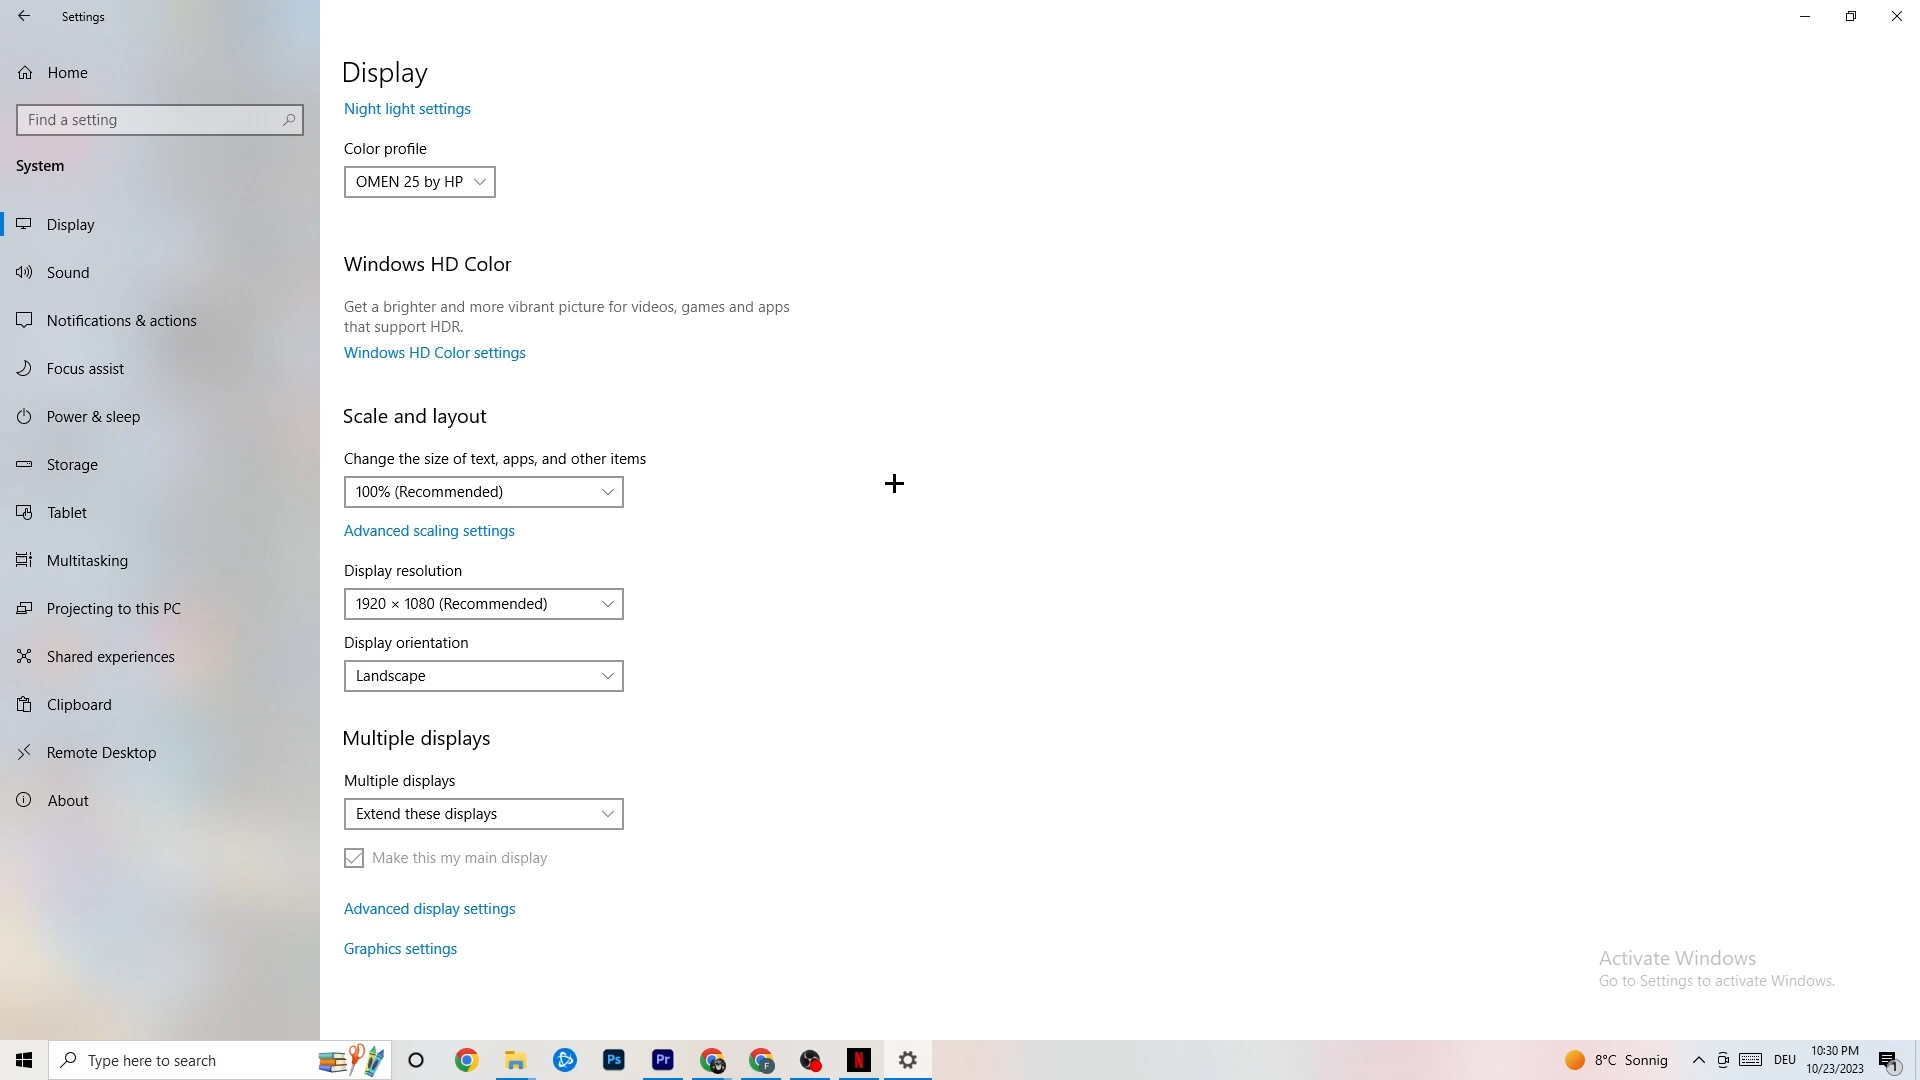 Settings
Home
Find a setting
System
Display
Sound
Notifications & actions
Focus assist
Power & sleep
Storage
Tablet
Multitasking
Projecting to this PC
Shared experiences
Clipboard
Remote Desktop
About
Display
Night light settings
Color profile
OMEN 25 by HP
Windows HD Color
Get a brighter and more vibrant picture for videos, games and apps
that support HDR.
Windows HD Color settings
Scale and layout
Change the size of text, apps, and other items
100% (Recommended)
Advanced scaling settings
Display resolution
1920 × 1080 (Recommended)
Display orientation
Landscape
Multiple displays
Multiple displays
Extend these displays
Make this my main display
Advanced display settings
Graphics settings
Activate Windows
Go to Settings to activate Windows.
Type here to search
Ps
Pr
F
N
8°C Sonnig
DEU
10:30 PM
10/23/2023
1